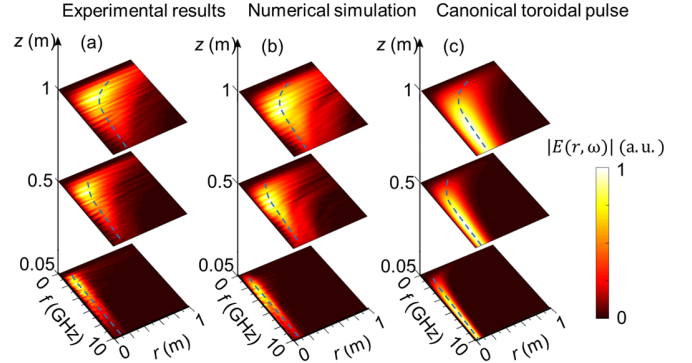 Experimental results Numerical simulation Canonical toroidal pulse
z (m) (a) z (m) (b) z (m) (c)
1 1 1
|E(r,ω)| (a.u.)
0.5 0.5 0.5
1
0.05 0.05 0.05
0 0 0
f (GHz) 1 f (GHz) 1 f (GHz) 1
0
10 0 r (m) 10 0 r (m) 10 0 r (m)